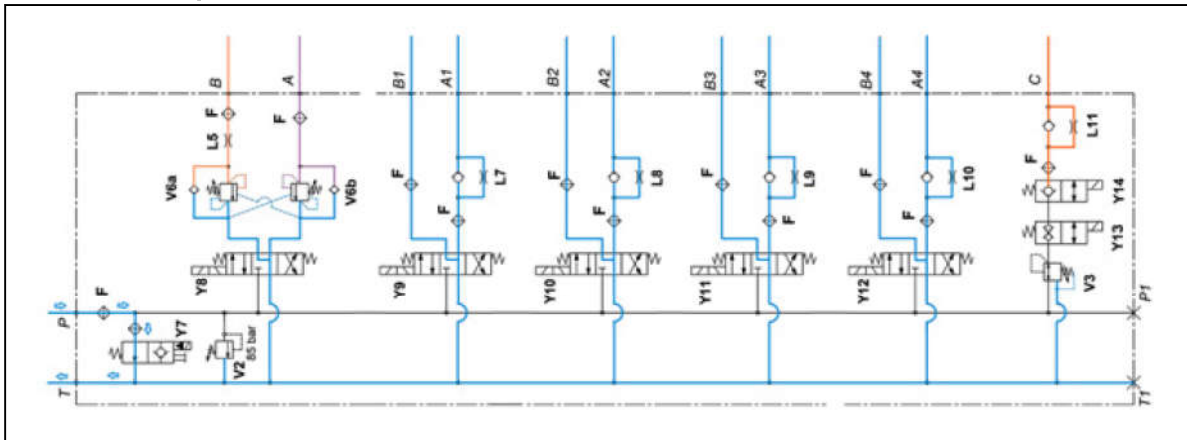 B
A
B1
A1
B2
A2
B3
A3
B4
A4
C
F
F
L5
L11
V6a
V6b
F
L7
F
L8
F
L9
F
L10
F
F
F
F
F
Y14
Y13
Y8
Y9
Y10
Y11
Y12
V3
P
F
Y7
V2
85 bar
P1
T
T1